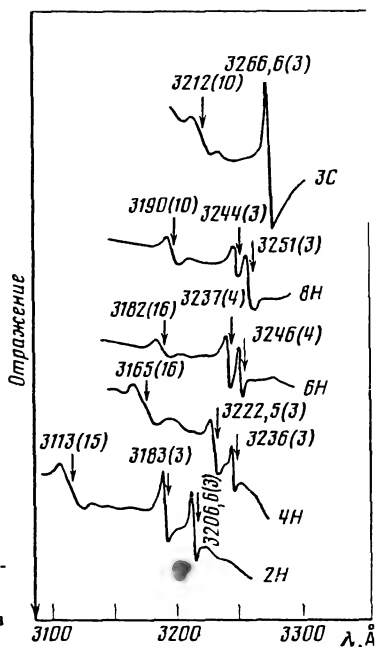 3266,6(3)
3212(10)
3C
3190(10)
3244(3)
3251(3)
8H
3182(16)
3237(4)
3246(4)
6H
3165(16)
3222,5(3)
3236(3)
4H
3113(15)
3183(3)
3206,6(3)
2H
Отражение
3100 3200 3300 λ, Å